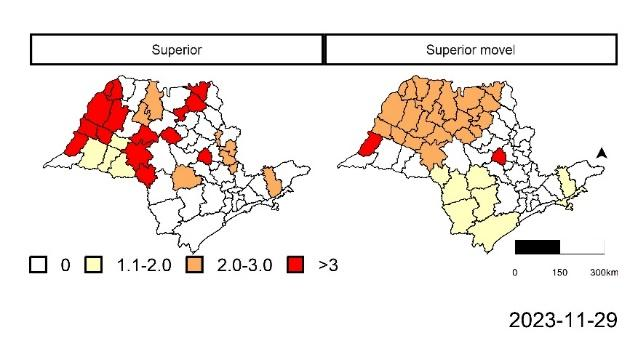 Superior
Superior movel
0
1.1-2.0
2.0-3.0
>3
0
150
300km
2023-11-29